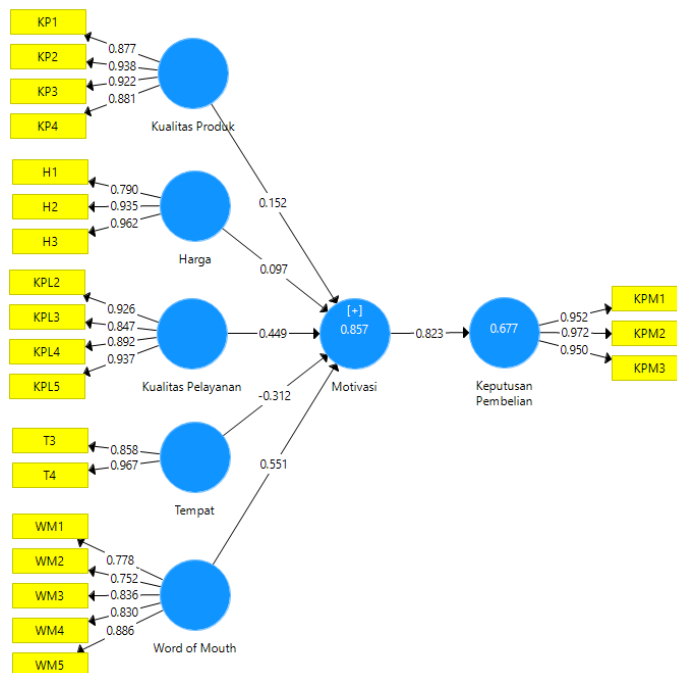 KP1
0.877
KP2
0.938
KP3
0.922
KP4
0.881
Kualitas Produk
0.152
H1
0.790
H2
0.935
H3
0.962
Harga
0.097
KPL2
0.926
KPL3
0.847
KPL4
0.892
KPL5
0.937
Kualitas Pelayanan
0.449
[+]
0.857
Motivasi
0.823
0.677
Keputusan
Pembelian
0.952
KPM1
0.972
KPM2
0.950
KPM3
-0.312
T3
0.858
T4
0.967
Tempat
0.551
WM1
0.778
WM2
0.752
WM3
0.836
WM4
0.830
WM5
0.886
Word of Mouth